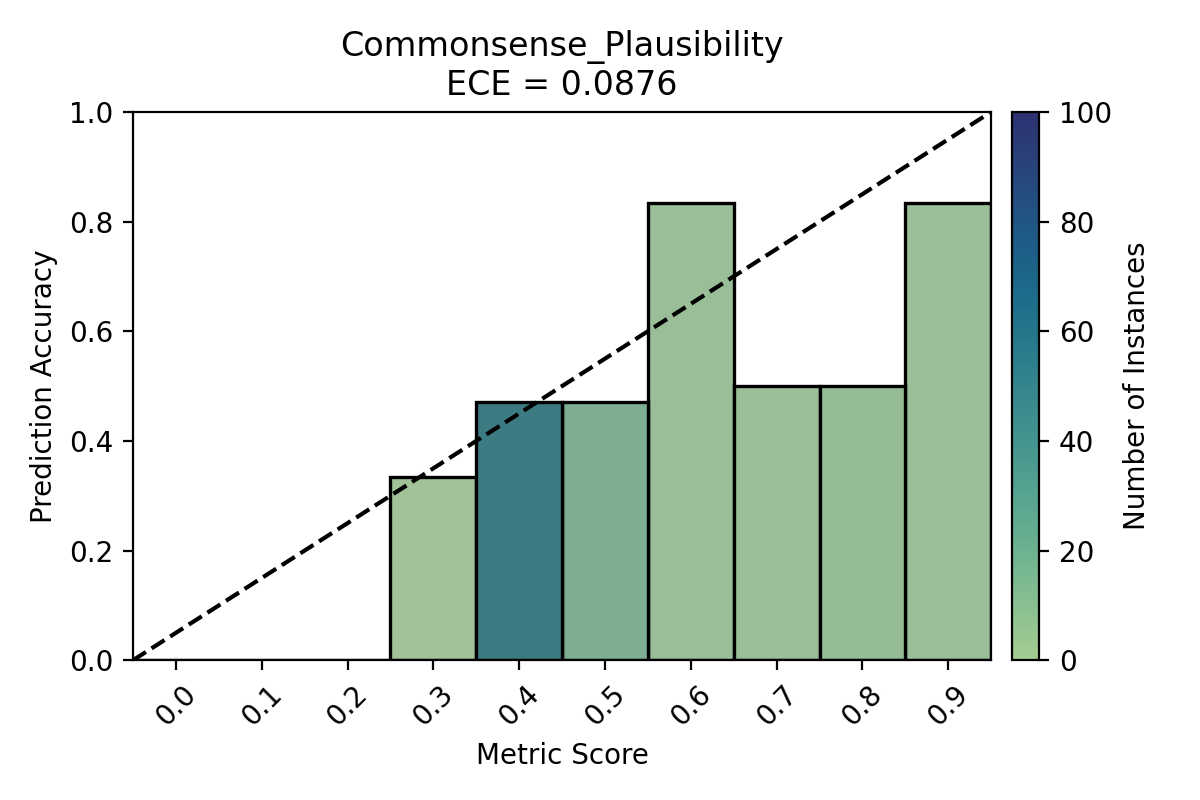 Commonsense_Plausibility
ECE = 0.0876
1.0
0.8
0.6
0.4
0.2
0.0
Prediction Accuracy
0.0 0.1 0.2 0.3 0.4 0.5 0.6 0.7 0.8 0.9
Metric Score
100
80
60
40
20
0
Number of Instances